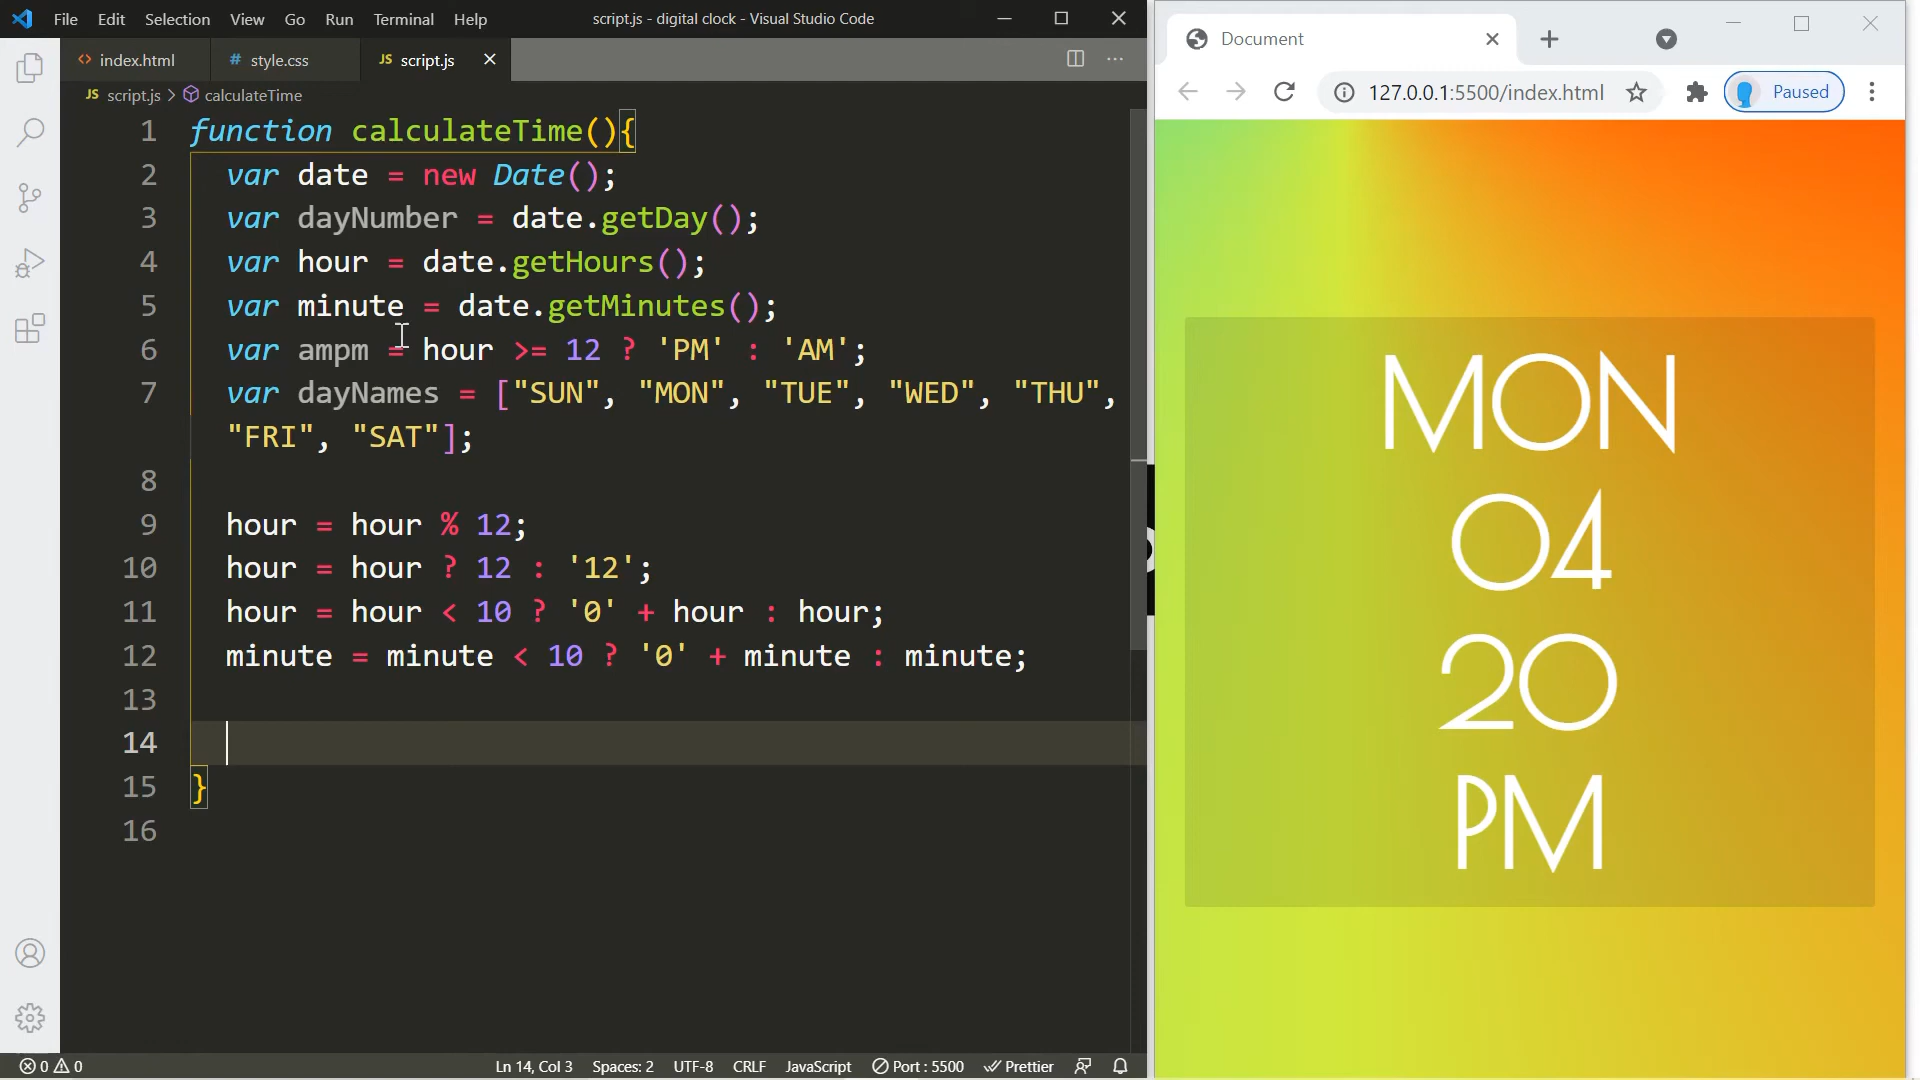 File Edit Selection View Go Run Terminal Help script.js - digital clock - Visual Studio Code
index.html # style.css JS script.js
JS script.js > calculateTime
1 function calculateTime(){
2 var date = new Date();
3 var dayNumber = date.getDay();
4 var hour = date.getHours();
5 var minute = date.getMinutes();
6 var ampm = hour >= 12 ? 'PM' : 'AM';
7 var dayNames = ["SUN", "MON", "TUE", "WED", "THU",
"FRI", "SAT"];
8
9 hour = hour % 12;
10 hour = hour ? 12 : '12';
11 hour = hour < 10 ? '0' + hour : hour;
12 minute = minute < 10 ? '0' + minute : minute;
13
14
15 }
16
0 0 Ln 14, Col 3 Spaces: 2 UTF-8 CRLF JavaScript Port : 5500 Prettier
Document
127.0.0.1:5500/index.html Paused
MON
04
20
PM